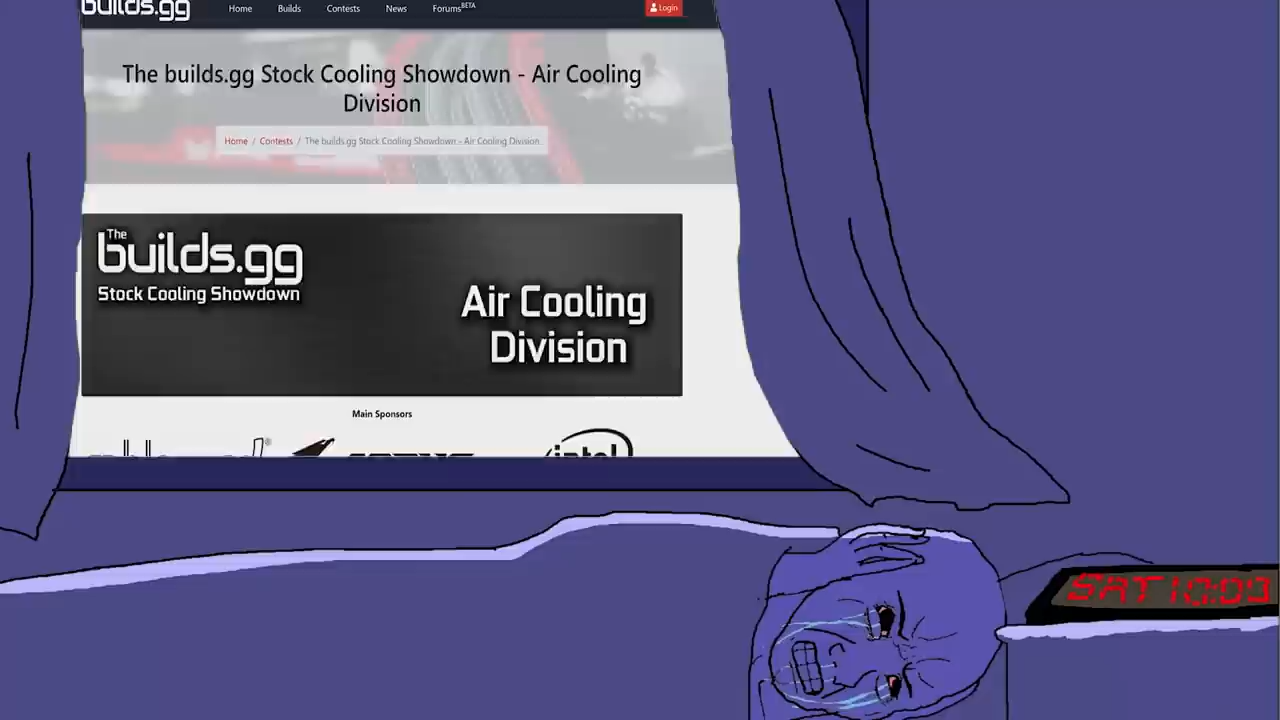 builds.gg
Home Builds Contests News Forums BETA Login
The builds.gg Stock Cooling Showdown - Air Cooling
Division
Home / Contests / The builds.gg Stock Cooling Showdown - Air Cooling Division
The
builds.gg
Stock Cooling Showdown
Air Cooling
Division
Main Sponsors
intel
SAT 10:03